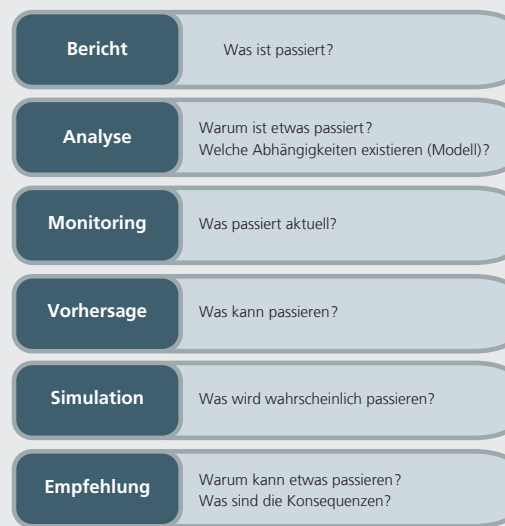 Bericht
Was ist passiert?
Analyse
Warum ist etwas passiert?
Welche Abhängigkeiten existieren (Modell)?
Monitoring
Was passiert aktuell?
Vorhersage
Was kann passieren?
Simulation
Was wird wahrscheinlich passieren?
Empfehlung
Warum kann etwas passieren?
Was sind die Konsequenzen?